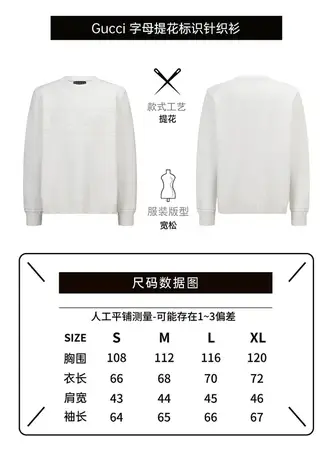 Gucci 字母提花标识针织衫
款式工艺
提花
服装版型
宽松
尺码数据图
人工平铺测量-可能存在1~3偏差
SIZE S M L XL
胸围 108 112 116 120
衣长 66 68 70 72
肩宽 43 44 45 46
袖长 64 65 66 67